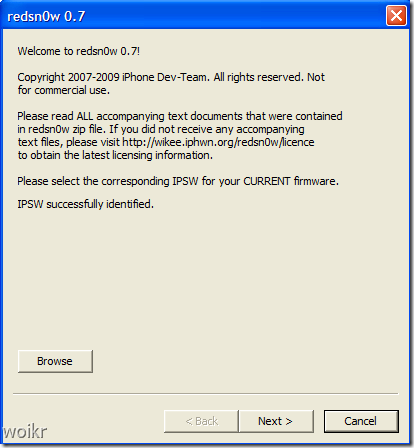 redsn0w 0.7
Welcome to redsn0w 0.7!
Copyright 2007-2009 iPhone Dev-Team. All rights reserved. Not
for commercial use.
Please read ALL accompanying text documents that were contained
in redsn0w zip file. If you did not receive any accompanying
text files, please visit http://wikee.iphwn.org/redsn0w/licence
to obtain the latest licensing information.
Please select the corresponding IPSW for your CURRENT firmware.
IPSW successfully identified.
Browse
< Back Next > Cancel
woikr